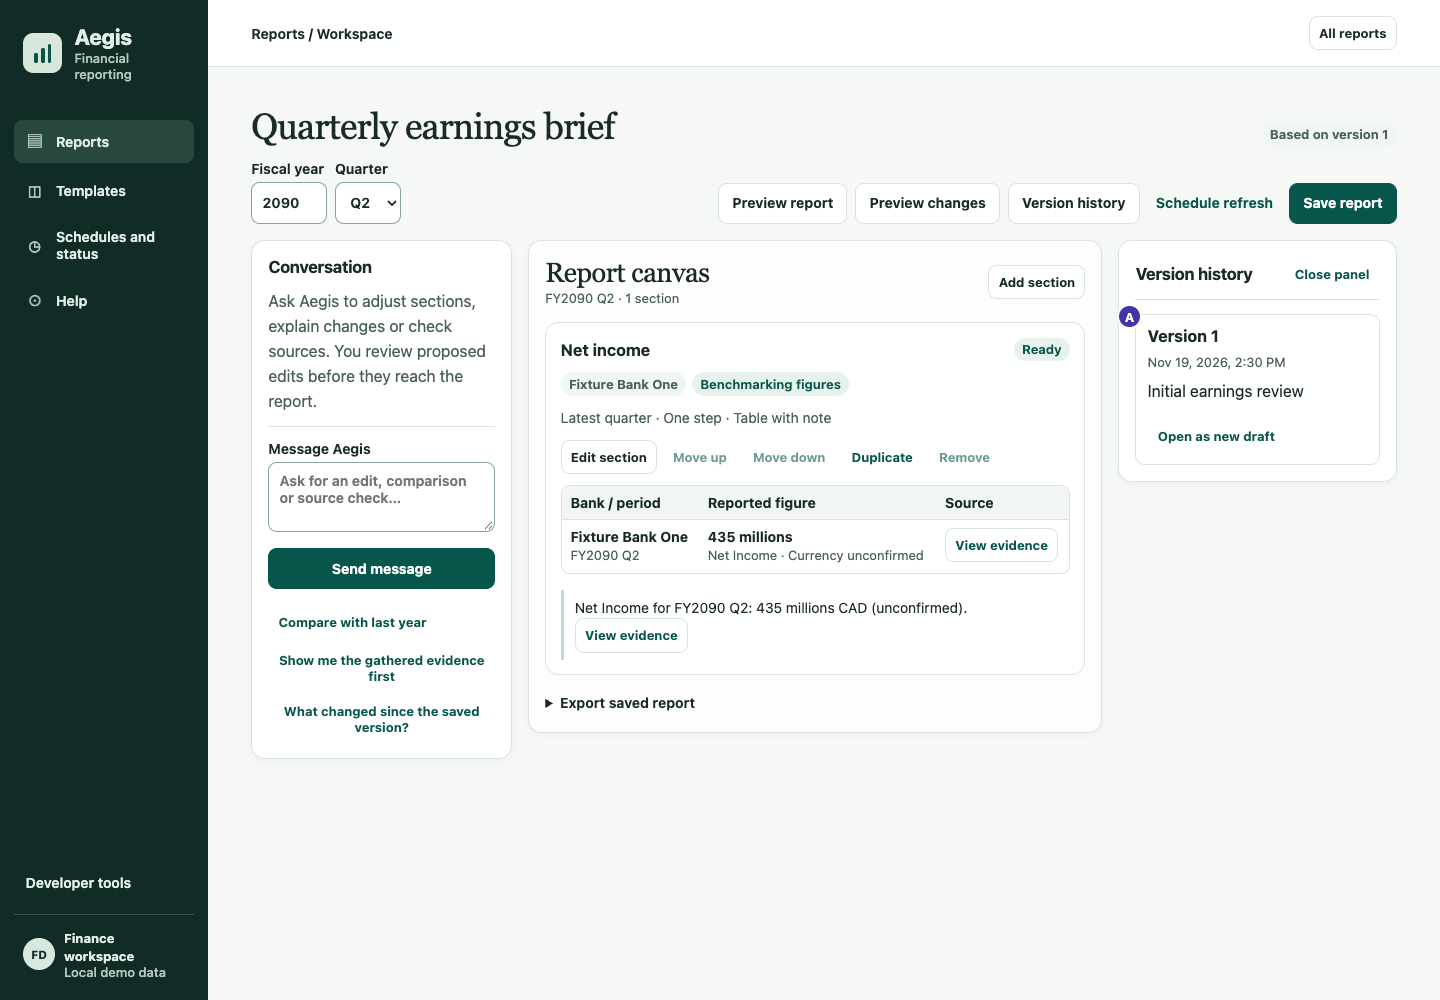 Aegis
Financial
reporting
Reports
Templates
Schedules and
status
Help
Developer tools
FD
Finance
workspace
Local demo data
Reports / Workspace
All reports
Quarterly earnings brief
Based on version 1
Fiscal year
Quarter
2090
Q2
Preview report
Preview changes
Version history
Schedule refresh
Save report
Conversation
Ask Aegis to adjust sections,
explain changes or check
sources. You review proposed
edits before they reach the
report.
Message Aegis
Ask for an edit, comparison
or source check...
Send message
Compare with last year
Show me the gathered evidence
first
What changed since the saved
version?
Report canvas
FY2090 Q2 · 1 section
Add section
Net income
Ready
Fixture Bank One
Benchmarking figures
Latest quarter · One step · Table with note
Edit section
Move up
Move down
Duplicate
Remove
Bank / period
Reported figure
Source
Fixture Bank One
FY2090 Q2
435 millions
Net Income · Currency unconfirmed
View evidence
Net Income for FY2090 Q2: 435 millions CAD (unconfirmed).
View evidence
Export saved report
Version history
Close panel
A
Version 1
Nov 19, 2026, 2:30 PM
Initial earnings review
Open as new draft